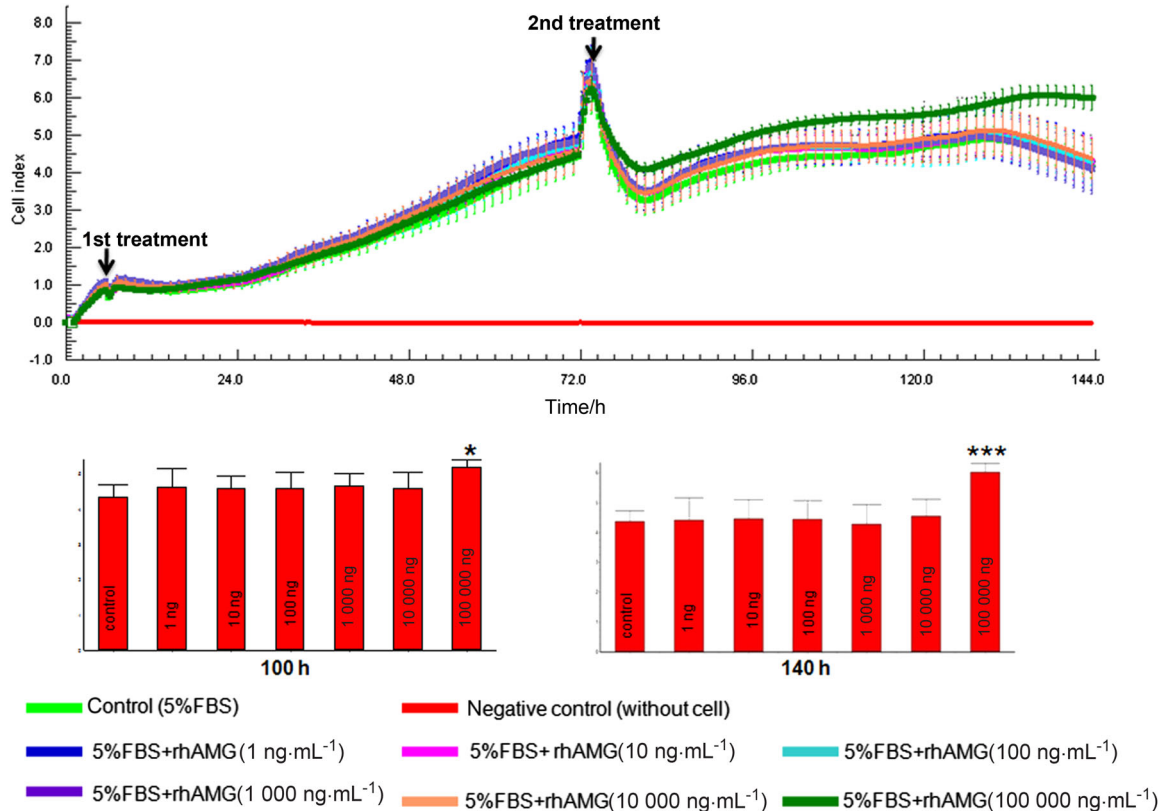 8.0
7.0
6.0
5.0
4.0
3.0
2.0
1.0
0.0
-1.0
Cell index
1st treatment
2nd treatment
0.0 24.0 48.0 72.0 96.0 120.0 144.0
Time/h
*
control 1 ng 10 ng 100 ng 1 000 ng 10 000 ng 100 000 ng
100 h
***
control 1 ng 10 ng 100 ng 1 000 ng 10 000 ng 100 000 ng
140 h
Control (5%FBS) Negative control (without cell)
5%FBS+rhAMG(1 ng·mL⁻¹) 5%FBS+ rhAMG(10 ng·mL⁻¹) 5%FBS+rhAMG(100 ng·mL⁻¹)
5%FBS+rhAMG(1 000 ng·mL⁻¹) 5%FBS+rhAMG(10 000 ng·mL⁻¹) 5%FBS+rhAMG(100 000 ng·mL⁻¹)